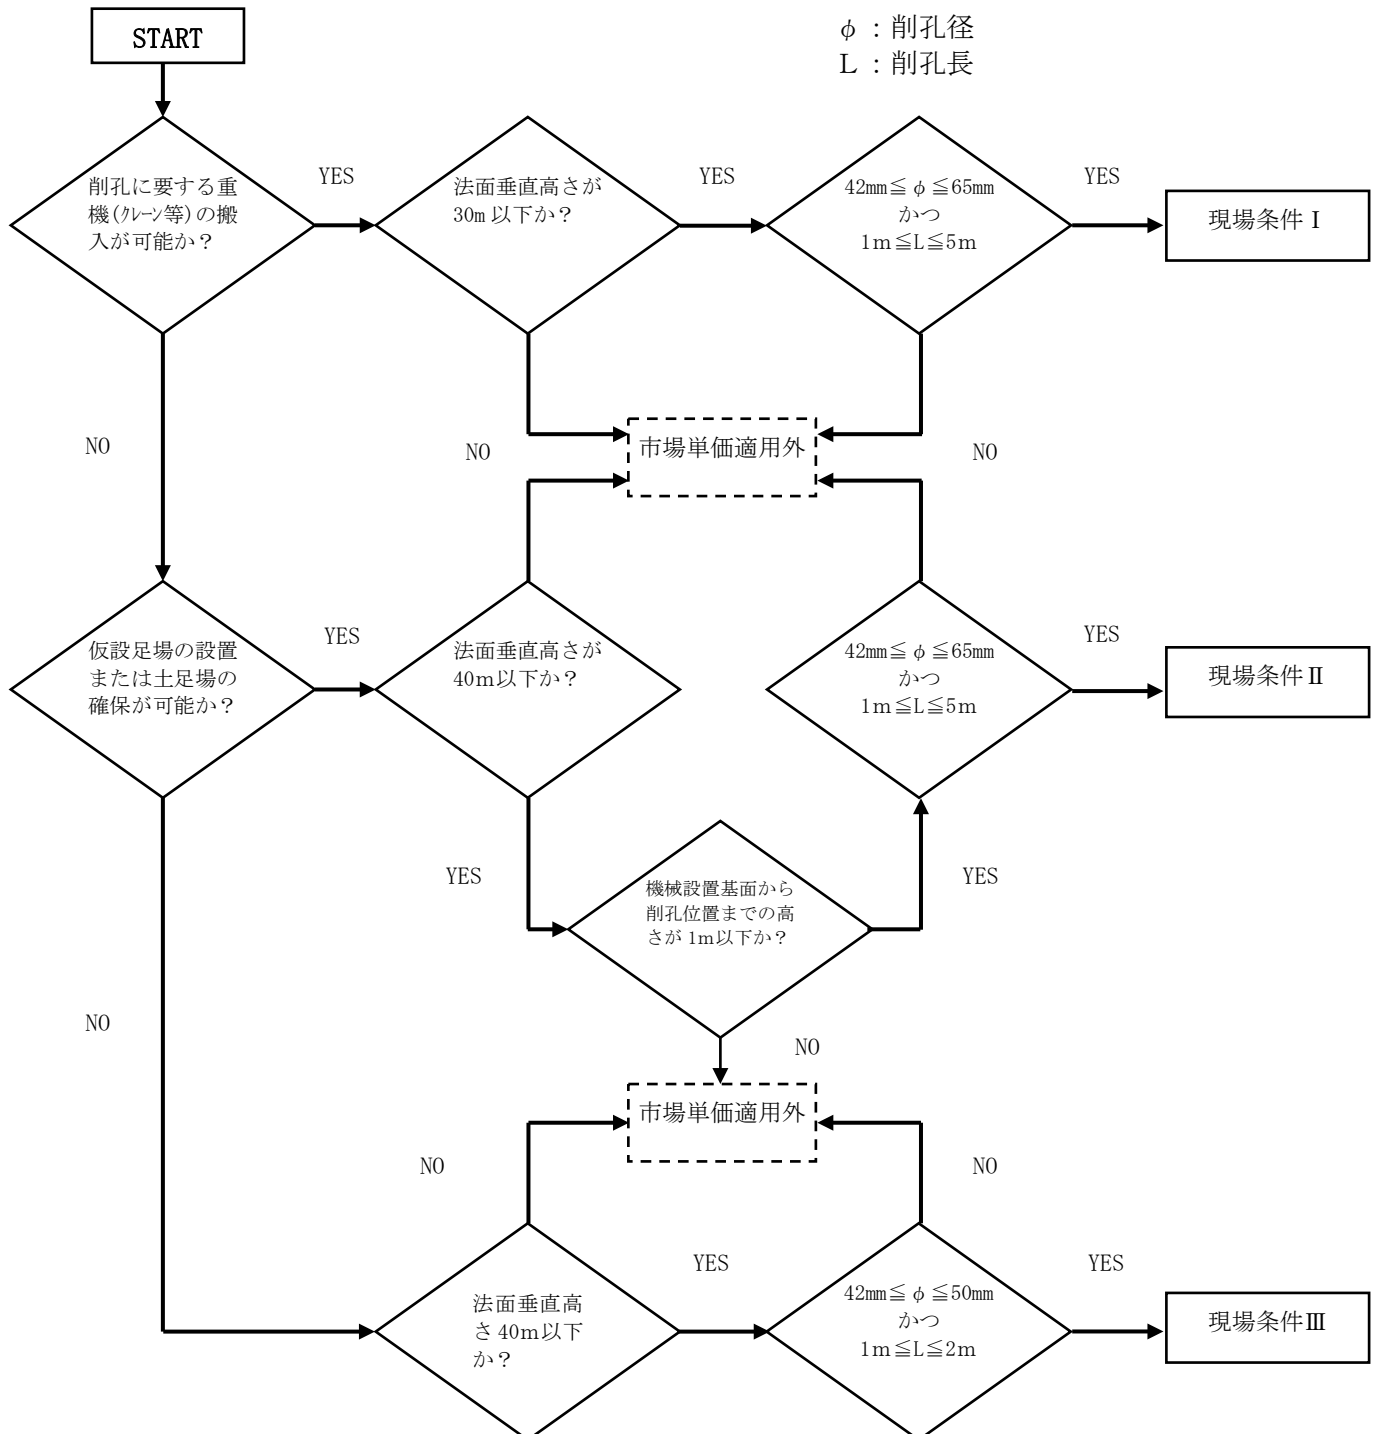 START
φ：削孔径
L：削孔長
削孔に要する重
機(ｸﾚｰﾝ等)の搬
入が可能か？
YES
法面垂直高さが
30m 以下か？
YES
42mm≦φ≦65mm
かつ
1m≦L≦5m
YES
現場条件Ⅰ
NO
NO
市場単価適用外
NO
仮設足場の設置
または土足場の
確保が可能か？
YES
法面垂直高さが
40m以下か？
42mm≦φ≦65mm
かつ
1m≦L≦5m
YES
現場条件Ⅱ
YES
機械設置基面から
削孔位置までの高
さが 1m以下か？
YES
NO
NO
市場単価適用外
NO
NO
法面垂直高
さ 40m以下
か？
YES
42mm≦φ≦50mm
かつ
1m≦L≦2m
YES
現場条件Ⅲ